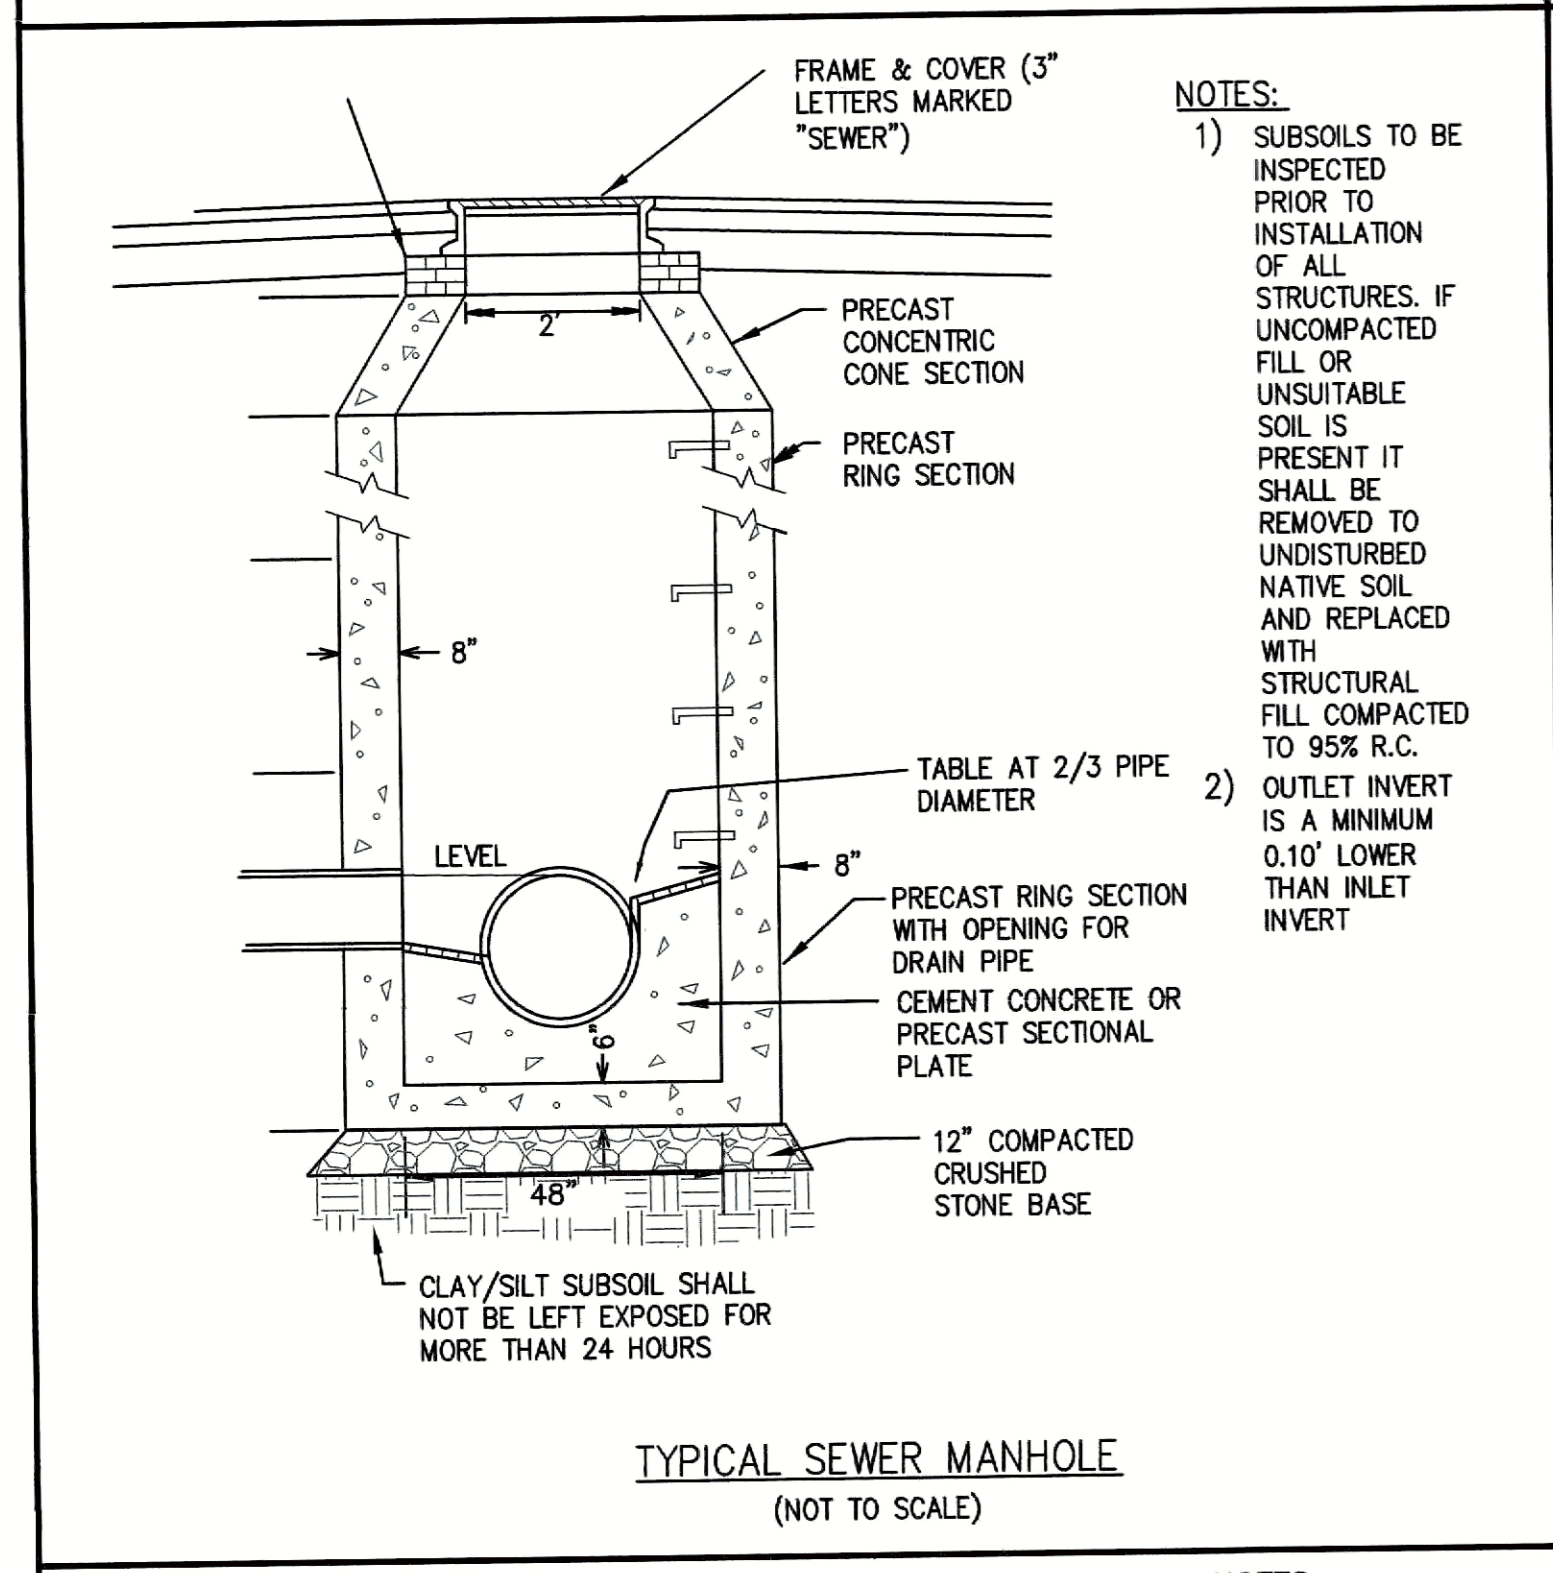 FRAME & COVER (3"
LETTERS MARKED
"SEWER")
2'
PRECAST
CONCENTRIC
CONE SECTION
PRECAST
RING SECTION
8"
TABLE AT 2/3 PIPE
DIAMETER
LEVEL
8"
PRECAST RING SECTION
WITH OPENING FOR
DRAIN PIPE
CEMENT CONCRETE OR
PRECAST SECTIONAL
PLATE
6"
12" COMPACTED
CRUSHED
STONE BASE
48"
CLAY/SILT SUBSOIL SHALL
NOT BE LEFT EXPOSED FOR
MORE THAN 24 HOURS
NOTES:
1) SUBSOILS TO BE
INSPECTED
PRIOR TO
INSTALLATION
OF ALL
STRUCTURES. IF
UNCOMPACTED
FILL OR
UNSUITABLE
SOIL IS
PRESENT IT
SHALL BE
REMOVED TO
UNDISTURBED
NATIVE SOIL
AND REPLACED
WITH
STRUCTURAL
FILL COMPACTED
TO 95% R.C.
2) OUTLET INVERT
IS A MINIMUM
0.10' LOWER
THAN INLET
INVERT
TYPICAL SEWER MANHOLE
(NOT TO SCALE)